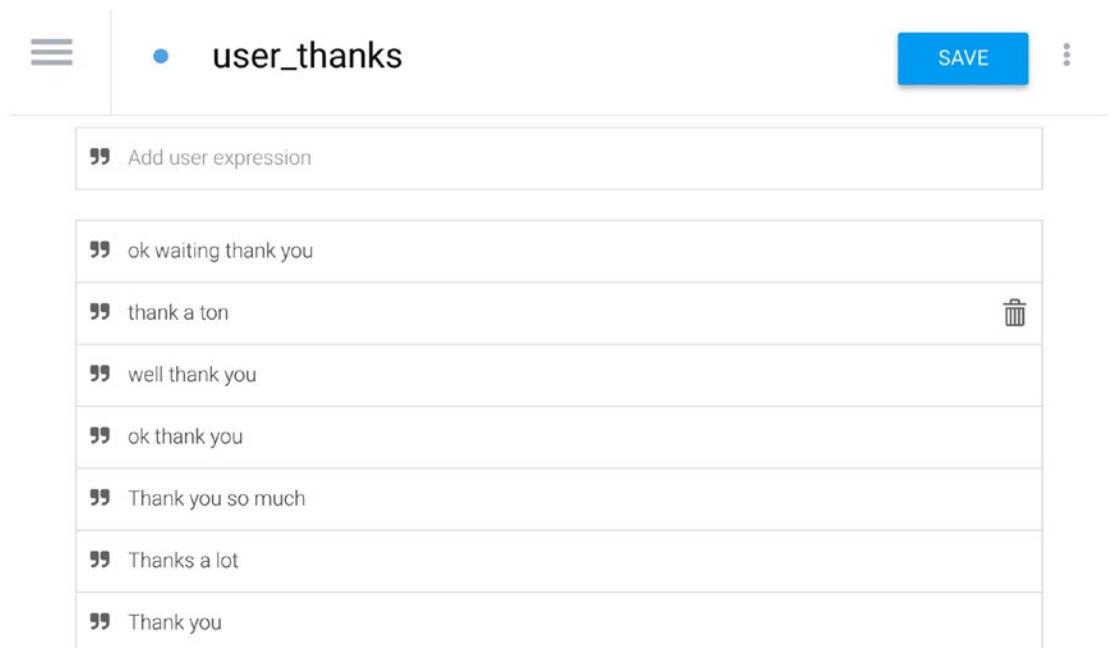 user_thanks
SAVE
Add user expression
ok waiting thank you
thank a ton
well thank you
ok thank you
Thank you so much
Thanks a lot
Thank you